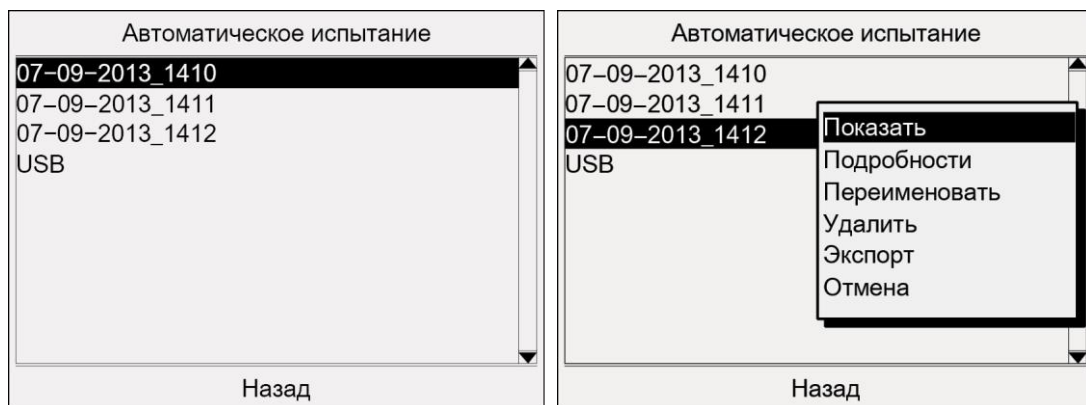 Автоматическое испытание
07-09-2013_1410
07-09-2013_1411
07-09-2013_1412
USB
Назад
Автоматическое испытание
07-09-2013_1410
07-09-2013_1411
07-09-2013_1412
USB
Показать
Подробности
Переименовать
Удалить
Экспорт
Отмена
Назад